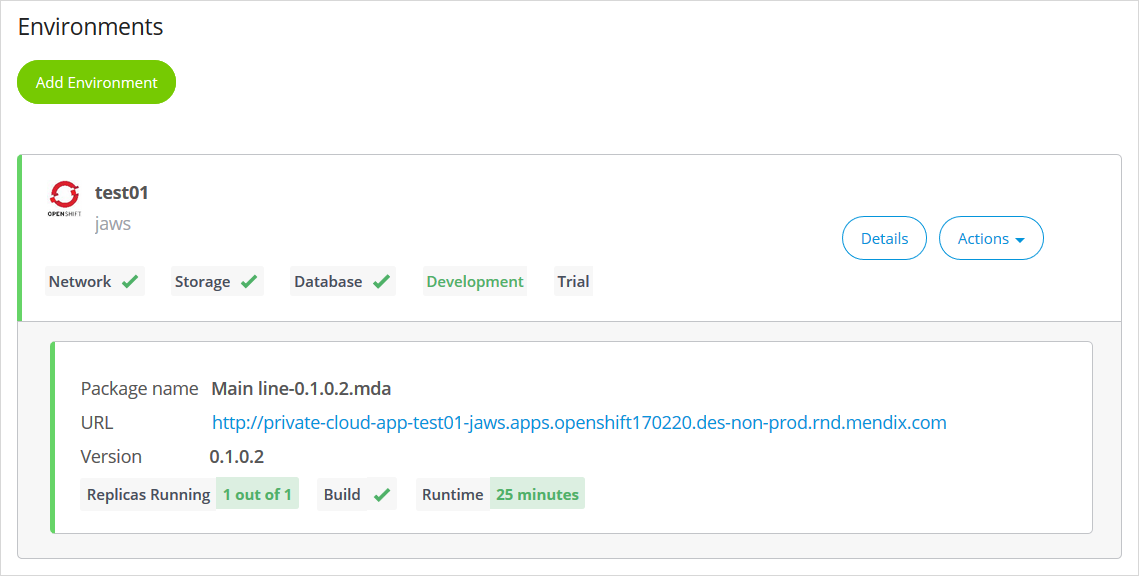 Environments
Add Environment
OPENSHIFT
test01
jaws
Details
Actions
Network
Storage
Database
Development
Trial
Package name Main line-0.1.0.2.mda
URL http://private-cloud-app-test01-jaws.apps.openshift170220.des-non-prod.rnd.mendix.com
Version 0.1.0.2
Replicas Running 1 out of 1 Build Runtime 25 minutes